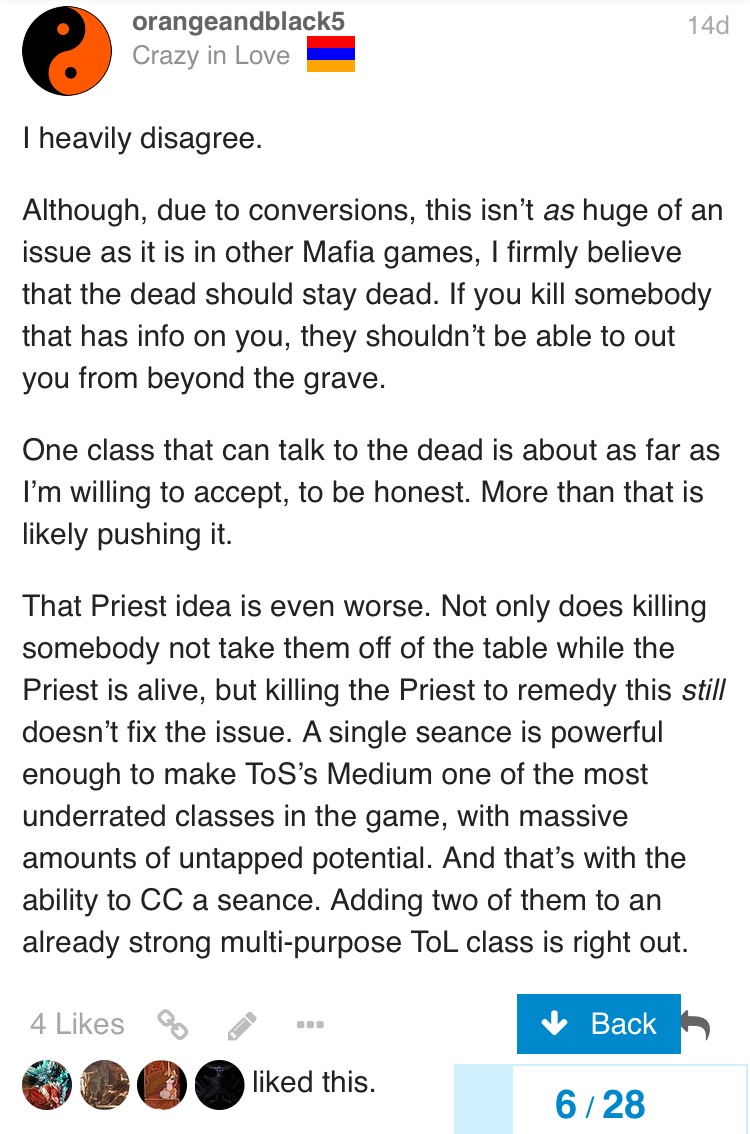 orangeandblack5
14d
Crazy in Love
I heavily disagree.
Although, due to conversions, this isn’t as huge of an
issue as it is in other Mafia games, I firmly believe
that the dead should stay dead. If you kill somebody
that has info on you, they shouldn’t be able to out
you from beyond the grave.
One class that can talk to the dead is about as far as
I’m willing to accept, to be honest. More than that is
likely pushing it.
That Priest idea is even worse. Not only does killing
somebody not take them off of the table while the
Priest is alive, but killing the Priest to remedy this still
doesn’t fix the issue. A single seance is powerful
enough to make ToS’s Medium one of the most
underrated classes in the game, with massive
amounts of untapped potential. And that’s with the
ability to CC a seance. Adding two of them to an
already strong multi-purpose ToL class is right out.
4 Likes
Back
liked this.
6 / 28